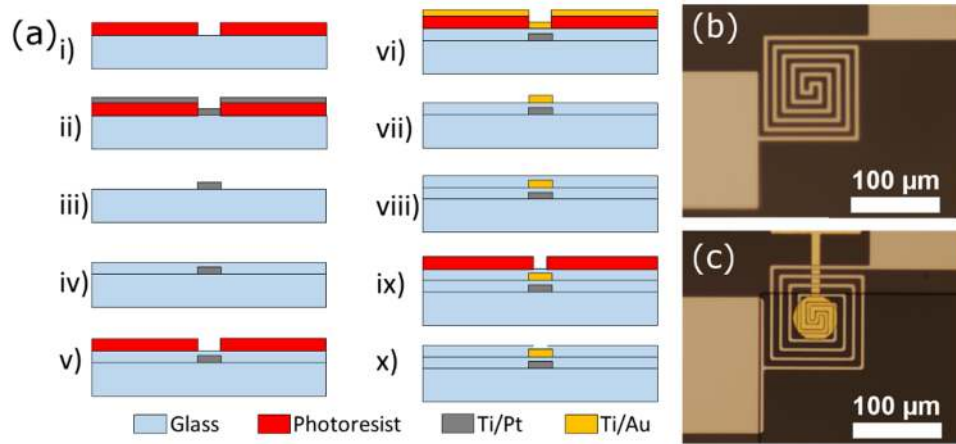 (a)
i)
ii)
iii)
iv)
v)
vi)
vii)
viii)
ix)
x)
Glass
Photoresist
Ti/Pt
Ti/Au
(b)
100 µm
(c)
100 µm